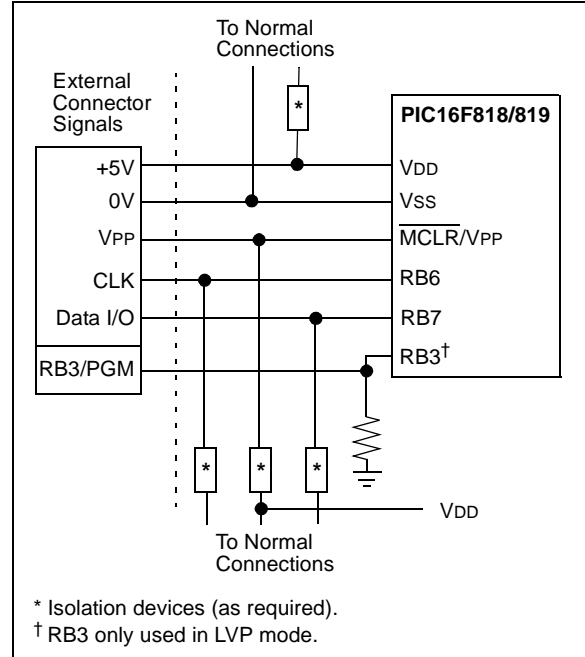 To Normal
Connections
External
Connector
Signals
*
PIC16F818/819
+5V
VDD
0V
VSS
VPP
MCLR/VPP
CLK
RB6
Data I/O
RB7
RB3/PGM
RB3†
* * *
VDD
To Normal
Connections
* Isolation devices (as required).
† RB3 only used in LVP mode.